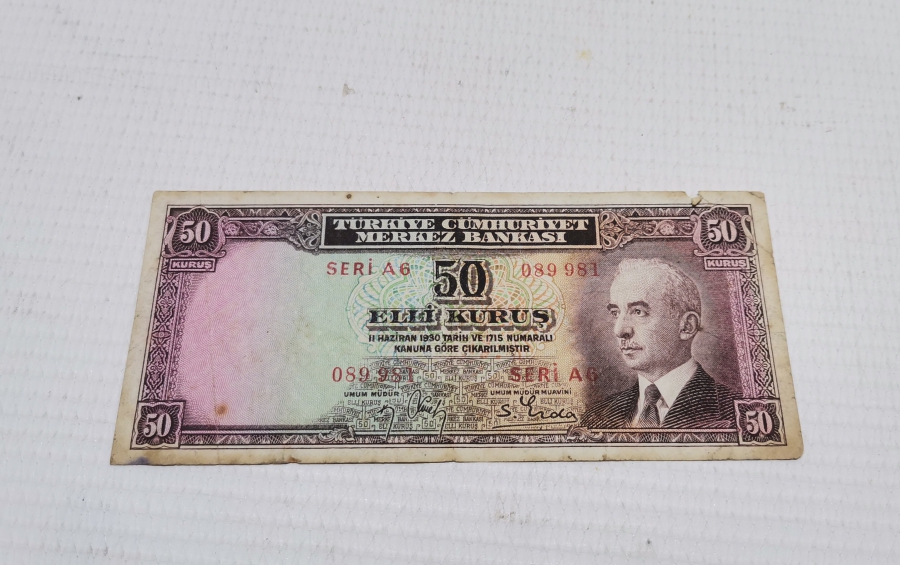 TÜRKİYE CÜMHURİYET
MERKEZ BANKASI
50
KURUŞ
50
KURUŞ
SERİ A6 50 089 981
ELLİ KURUŞ
11 HAZİRAN 1930 TARİH VE 1715 NUMARALI
KANUNA GÖRE ÇIKARILMIŞTIR
089 981 SERİ A6
UMUM MÜDÜR UMUM MÜDÜR MUAVİNİ
50 50